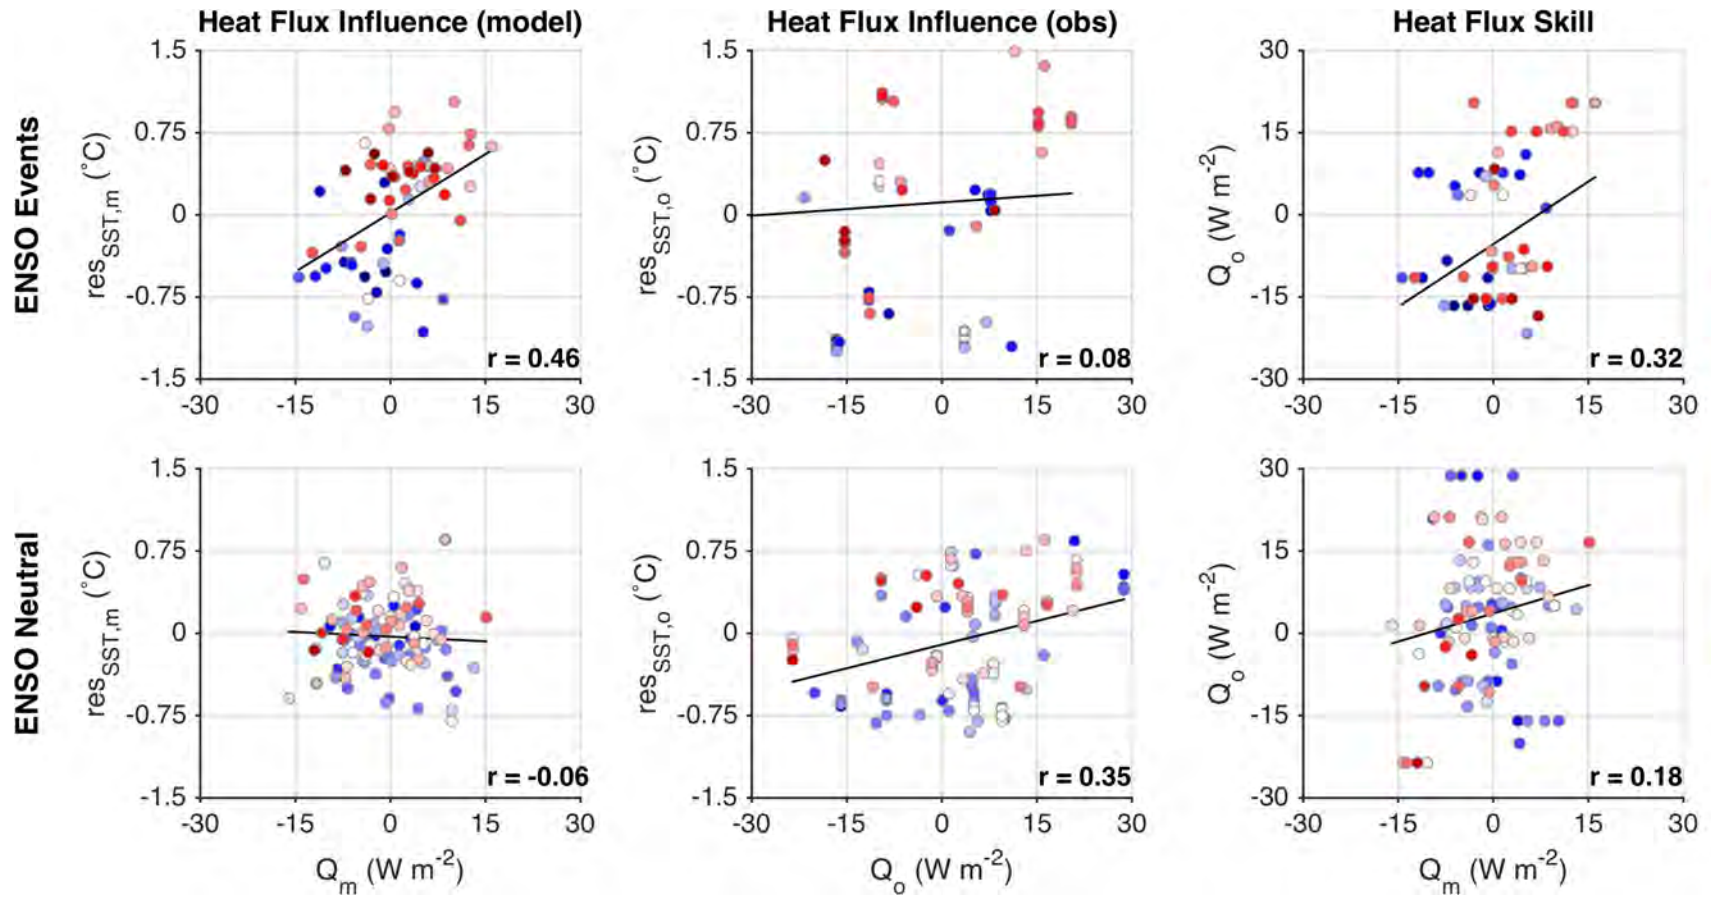 Heat Flux Influence (model)
Heat Flux Influence (obs)
Heat Flux Skill
ENSO Events
res_SST,m (˚C)
1.5
0.75
0
-0.75
-1.5
-30 -15 0 15 30
r = 0.46
res_SST,o (˚C)
1.5
0.75
0
-0.75
-1.5
-30 -15 0 15 30
r = 0.08
Q_o (W m^-2)
30
15
0
-15
-30
-30 -15 0 15 30
r = 0.32
ENSO Neutral
res_SST,m (˚C)
1.5
0.75
0
-0.75
-1.5
-30 -15 0 15 30
r = -0.06
Q_m (W m^-2)
res_SST,o (˚C)
1.5
0.75
0
-0.75
-1.5
-30 -15 0 15 30
r = 0.35
Q_o (W m^-2)
Q_o (W m^-2)
30
15
0
-15
-30
-30 -15 0 15 30
r = 0.18
Q_m (W m^-2)